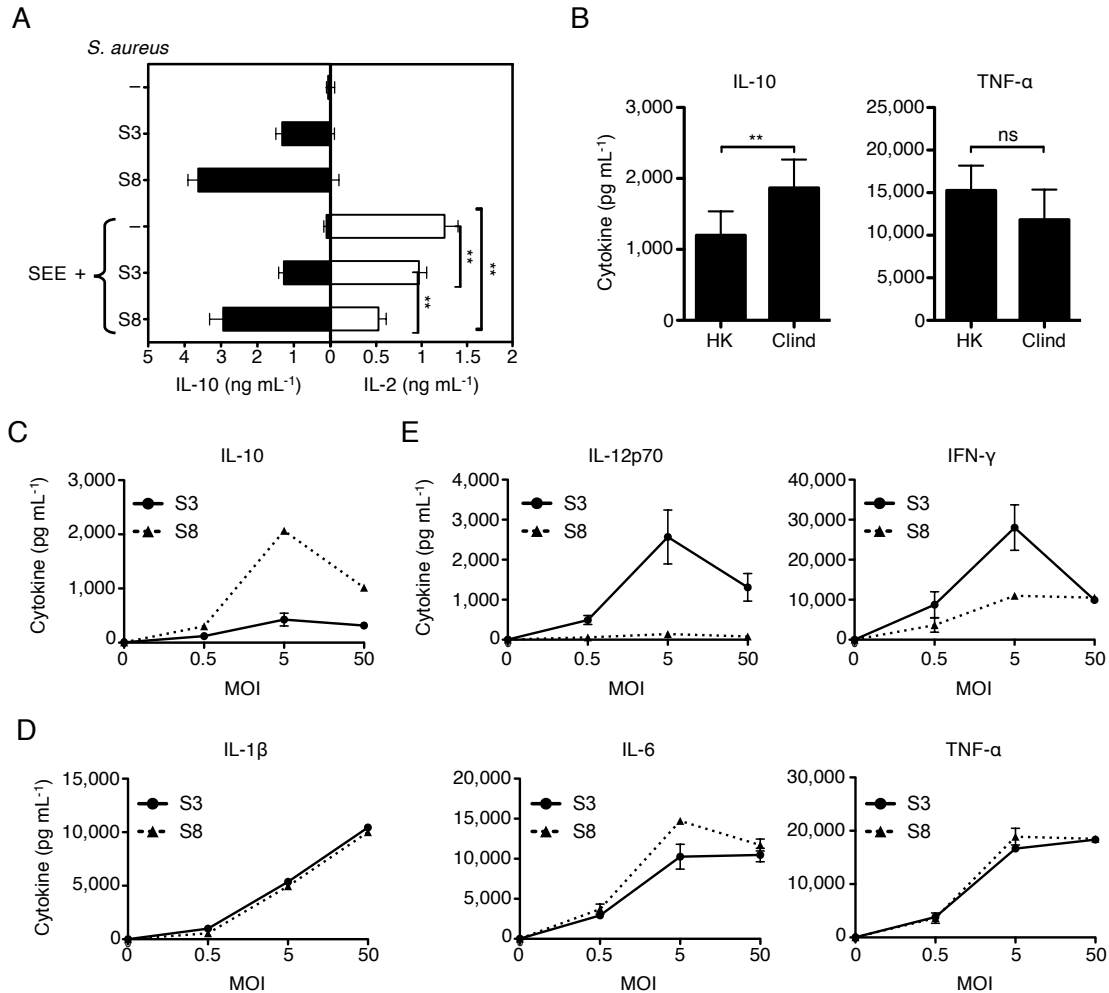 A
S. aureus
–
S3
S8
–
SEE + S3
S8
** ** **
5 4 3 2 1 0 0.5 1 1.5 2
IL-10 (ng mL-1) IL-2 (ng mL-1)
B
IL-10
Cytokine (pg mL-1)
3,000
2,000
1,000
0
**
HK Clind
TNF-α
25,000
20,000
15,000
10,000
5,000
0
ns
HK Clind
C
IL-10
Cytokine (pg mL-1)
3,000
2,000
1,000
0
S3
S8
0 0.5 5 50
MOI
E
IL-12p70
Cytokine (pg mL-1)
4,000
3,000
2,000
1,000
0
S3
S8
0 0.5 5 50
MOI
IFN-γ
40,000
30,000
20,000
10,000
0
S3
S8
0 0.5 5 50
MOI
D
IL-1β
Cytokine (pg mL-1)
15,000
10,000
5,000
0
S3
S8
0 0.5 5 50
MOI
IL-6
20,000
15,000
10,000
5,000
0
S3
S8
0 0.5 5 50
MOI
TNF-α
30,000
20,000
10,000
0
S3
S8
0 0.5 5 50
MOI